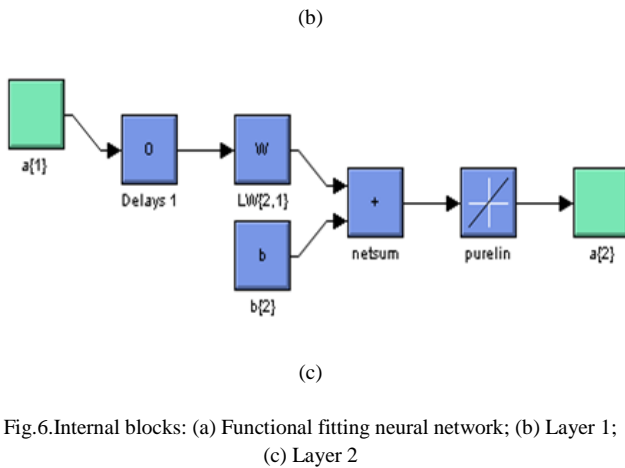 (b)
a{1}
0
Delays 1
W
LW{2,1}
b
b{2}
+
netsum
purelin
a{2}
(c)
Fig.6.Internal blocks: (a) Functional fitting neural network; (b) Layer 1;
(c) Layer 2